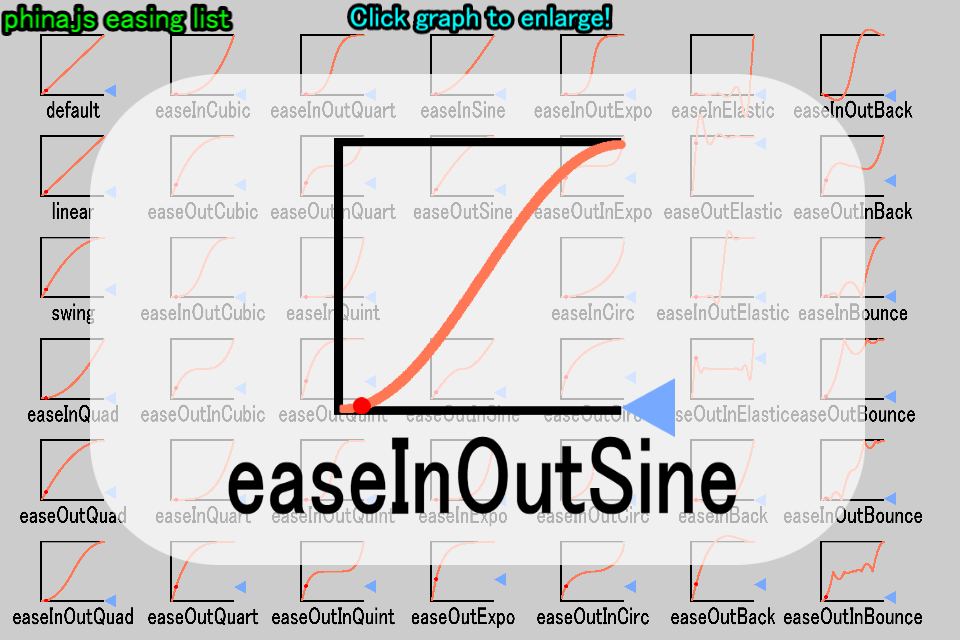 phina.js easing list
Click graph to enlarge!
default easeInCubic easeInOutQuart easeInSine easeInOutExpo easeInElastic easeInOutBack
linear easeOutCubic easeOutInQuart easeOutSine easeOutInExpo easeOutElastic easeOutInBack
swing easeInOutCubic easeInQuint easeInCirc easeInOutElastic easeInBounce
easeInQuad easeOutInCubic easeOutQuint easeOutInSine easeOutCirc easeOutInElastic easeOutBounce
easeInOutSine
easeOutQuad easeInQuart easeInOutQuint easeInExpo easeInOutCirc easeInBack easeInOutBounce
easeInOutQuad easeOutQuart easeOutInQuint easeOutExpo easeOutInCirc easeOutBack easeOutInBounce